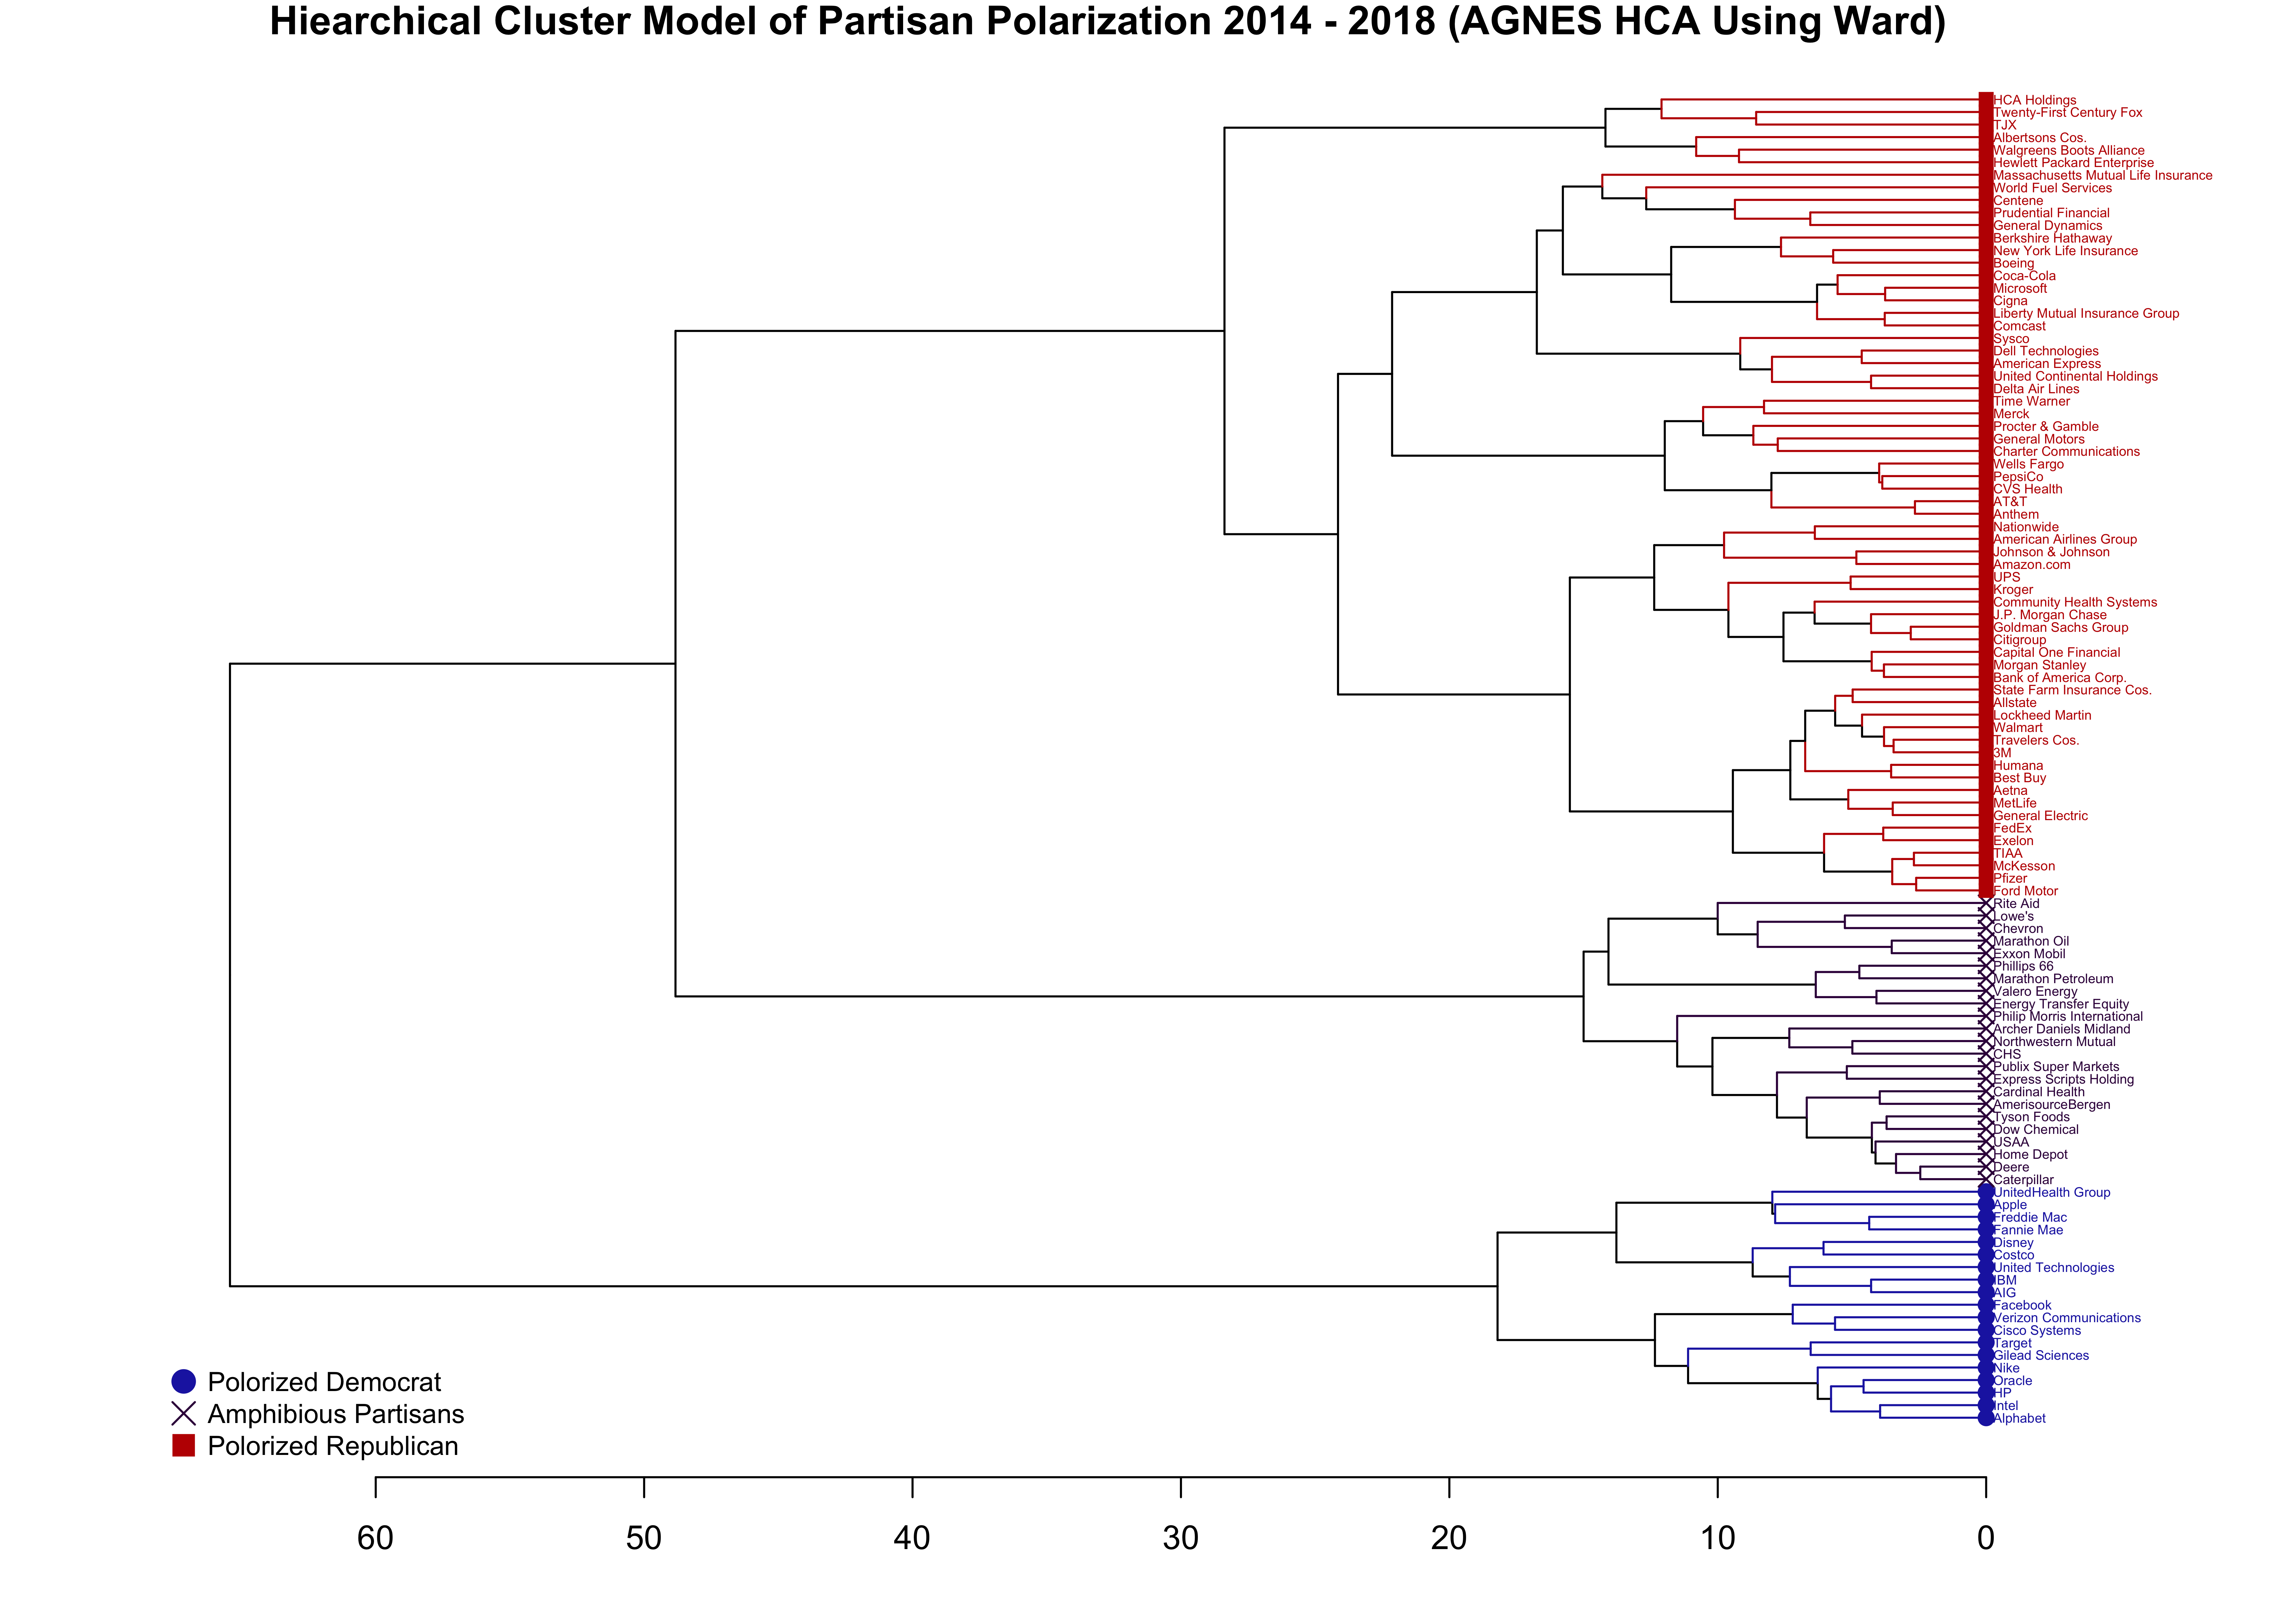 Hiearchical Cluster Model of Partisan Polarization 2014 - 2018 (AGNES HCA Using Ward)
HCA Holdings
Twenty-First Century Fox
TJX
Albertsons Cos.
Walgreens Boots Alliance
Hewlett Packard Enterprise
Massachusetts Mutual Life Insurance
World Fuel Services
Centene
Prudential Financial
General Dynamics
Berkshire Hathaway
New York Life Insurance
Boeing
Coca-Cola
Microsoft
Cigna
Liberty Mutual Insurance Group
Comcast
Sysco
Dell Technologies
American Express
United Continental Holdings
Delta Air Lines
Time Warner
Merck
Procter & Gamble
General Motors
Charter Communications
Wells Fargo
PepsiCo
CVS Health
AT&T
Anthem
Nationwide
American Airlines Group
Johnson & Johnson
Amazon.com
UPS
Kroger
Community Health Systems
J.P. Morgan Chase
Goldman Sachs Group
Citigroup
Capital One Financial
Morgan Stanley
Bank of America Corp.
State Farm Insurance Cos.
Allstate
Lockheed Martin
Walmart
Travelers Cos.
3M
Humana
Best Buy
Aetna
MetLife
General Electric
FedEx
Exelon
TIAA
McKesson
Pfizer
Ford Motor
Rite Aid
Lowe's
Chevron
Marathon Oil
Exxon Mobil
Phillips 66
Marathon Petroleum
Valero Energy
Energy Transfer Equity
Philip Morris International
Archer Daniels Midland
Northwestern Mutual
CHS
Publix Super Markets
Express Scripts Holding
Cardinal Health
AmerisourceBergen
Tyson Foods
Dow Chemical
USAA
Home Depot
Deere
Caterpillar
UnitedHealth Group
Apple
Freddie Mac
Fannie Mae
Disney
Costco
United Technologies
IBM
AIG
Facebook
Verizon Communications
Cisco Systems
Target
Gilead Sciences
Nike
Oracle
HP
Intel
Alphabet
Polorized Democrat
Amphibious Partisans
Polorized Republican
60 50 40 30 20 10 0